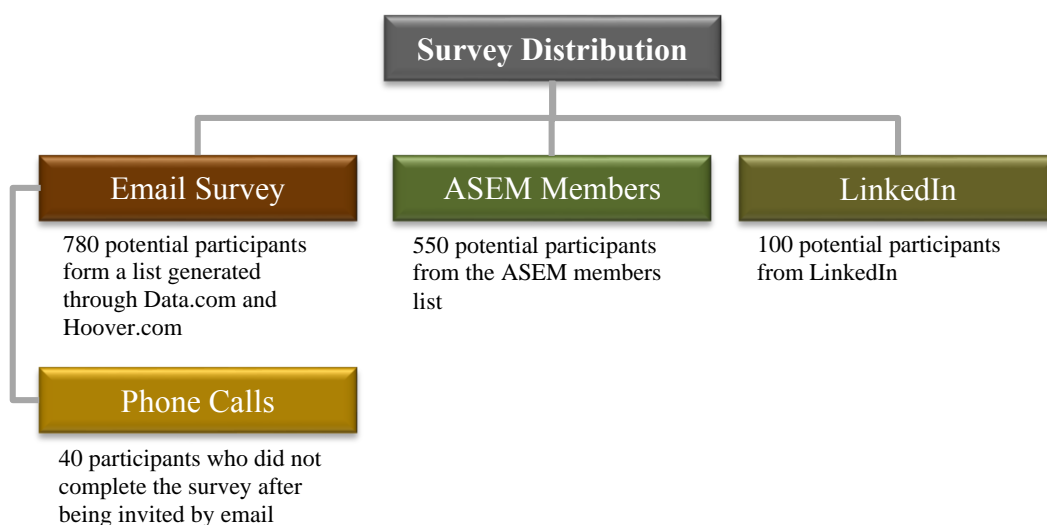 Survey Distribution
Email Survey
780 potential participants
form a list generated
through Data.com and
Hoover.com
ASEM Members
550 potential participants
from the ASEM members
list
LinkedIn
100 potential participants
from LinkedIn
Phone Calls
40 participants who did not
complete the survey after
being invited by email